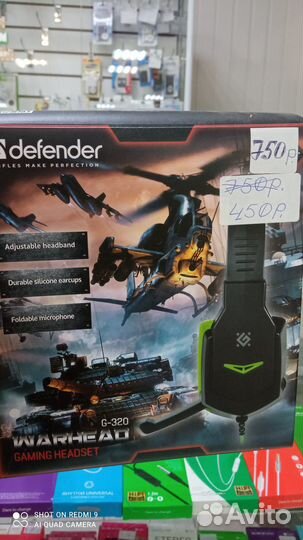 defender
FLES MAKE PERFECTION
750р.
750р.
450р.
Adjustable headband
Durable silicone earcups
Foldable microphone
G-320
WARHEAD
GAMING HEADSET
SHOT ON REDMI 9
AI QUAD CAMERA
Avito